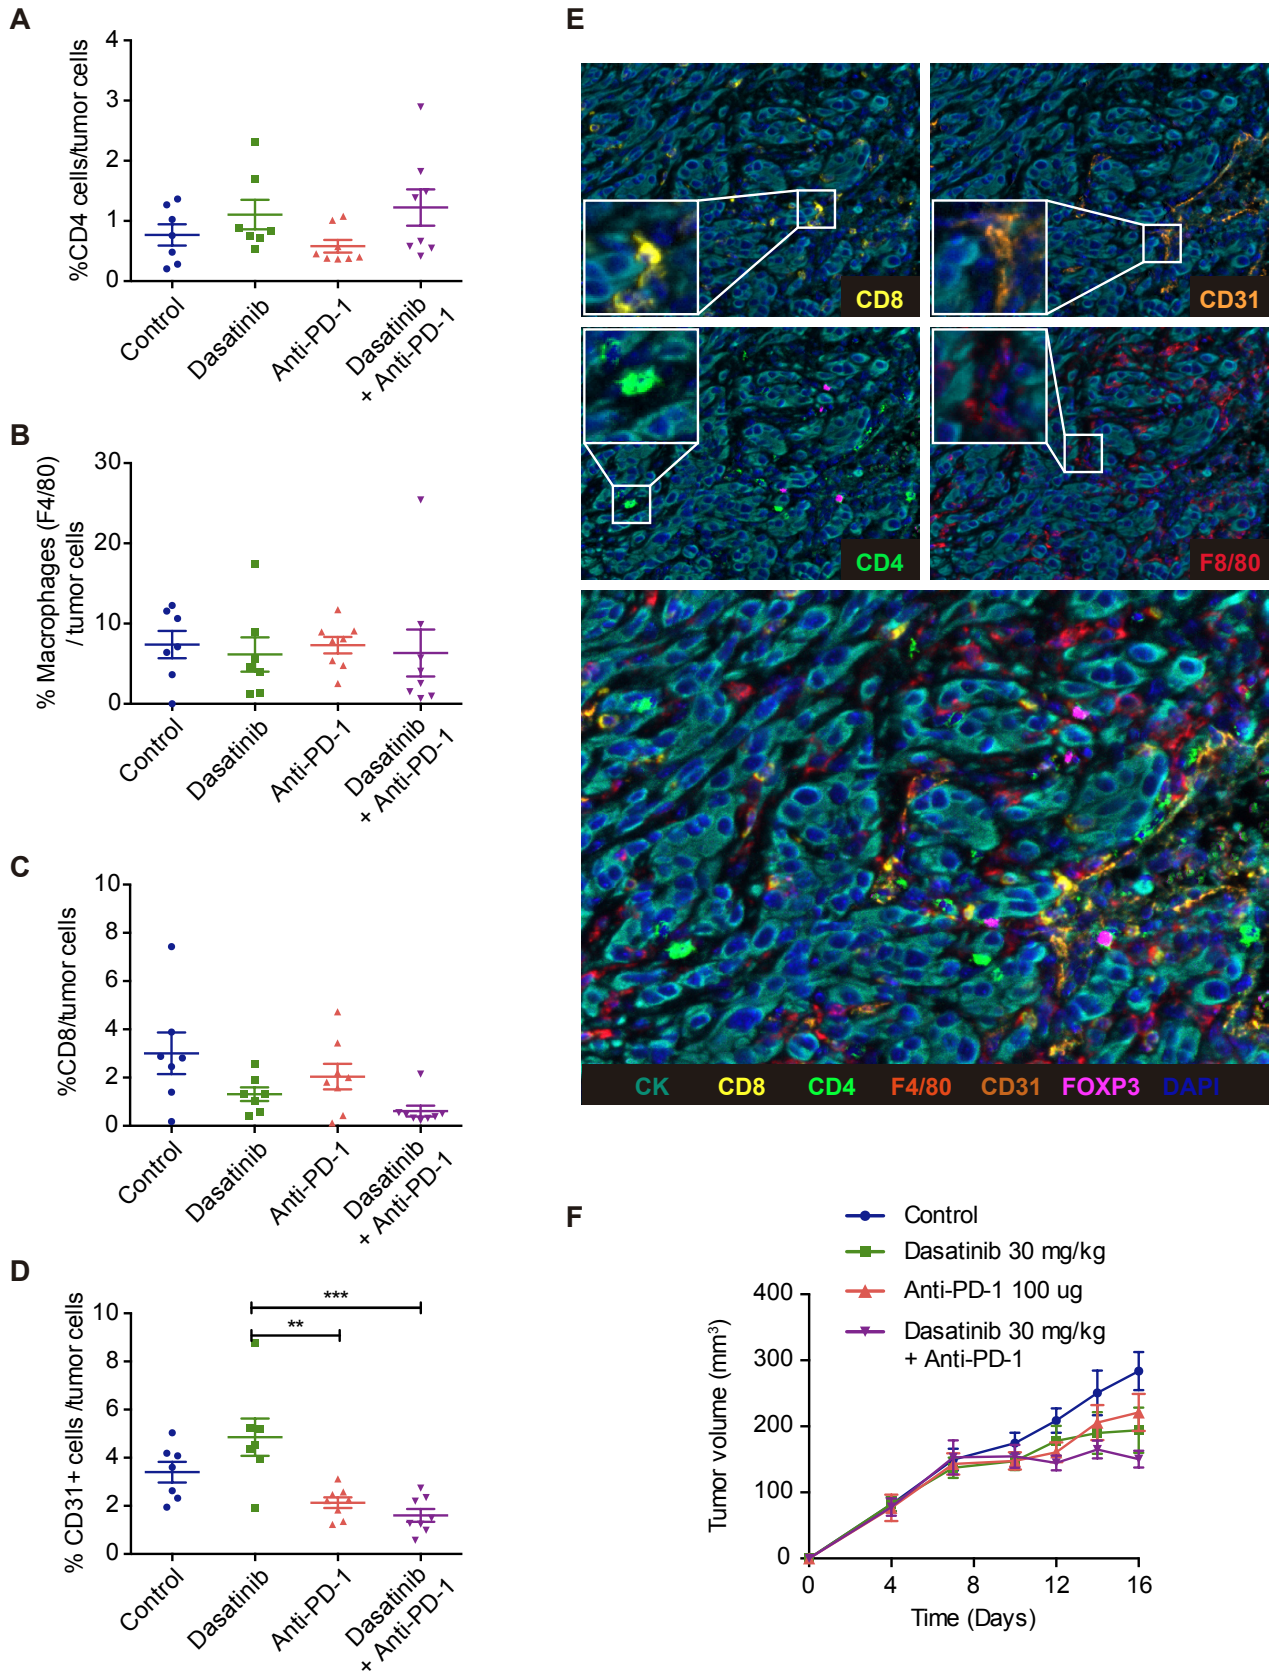 A
%CD4 cells/tumor cells
4
3
2
1
0
Control
Dasatinib
Anti-PD-1
Dasatinib
+ Anti-PD-1
B
% Macrophages (F4/80)
/ tumor cells
30
20
10
0
Control
Dasatinib
Anti-PD-1
Dasatinib
+ Anti-PD-1
C
%CD8/tumor cells
10
8
6
4
2
0
Control
Dasatinib
Anti-PD-1
Dasatinib
+ Anti-PD-1
D
% CD31+ cells /tumor cells
10
8
6
4
2
0
***
**
Control
Dasatinib
Anti-PD-1
Dasatinib
+ Anti-PD-1
E
CD8
CD31
CD4
F8/80
CK CD8 CD4 F4/80 CD31 FOXP3 DAPI
F
Control
Dasatinib 30 mg/kg
Anti-PD-1 100 ug
Dasatinib 30 mg/kg
+ Anti-PD-1
Tumor volume (mm³)
400
300
200
100
0
0 4 8 12 16
Time (Days)